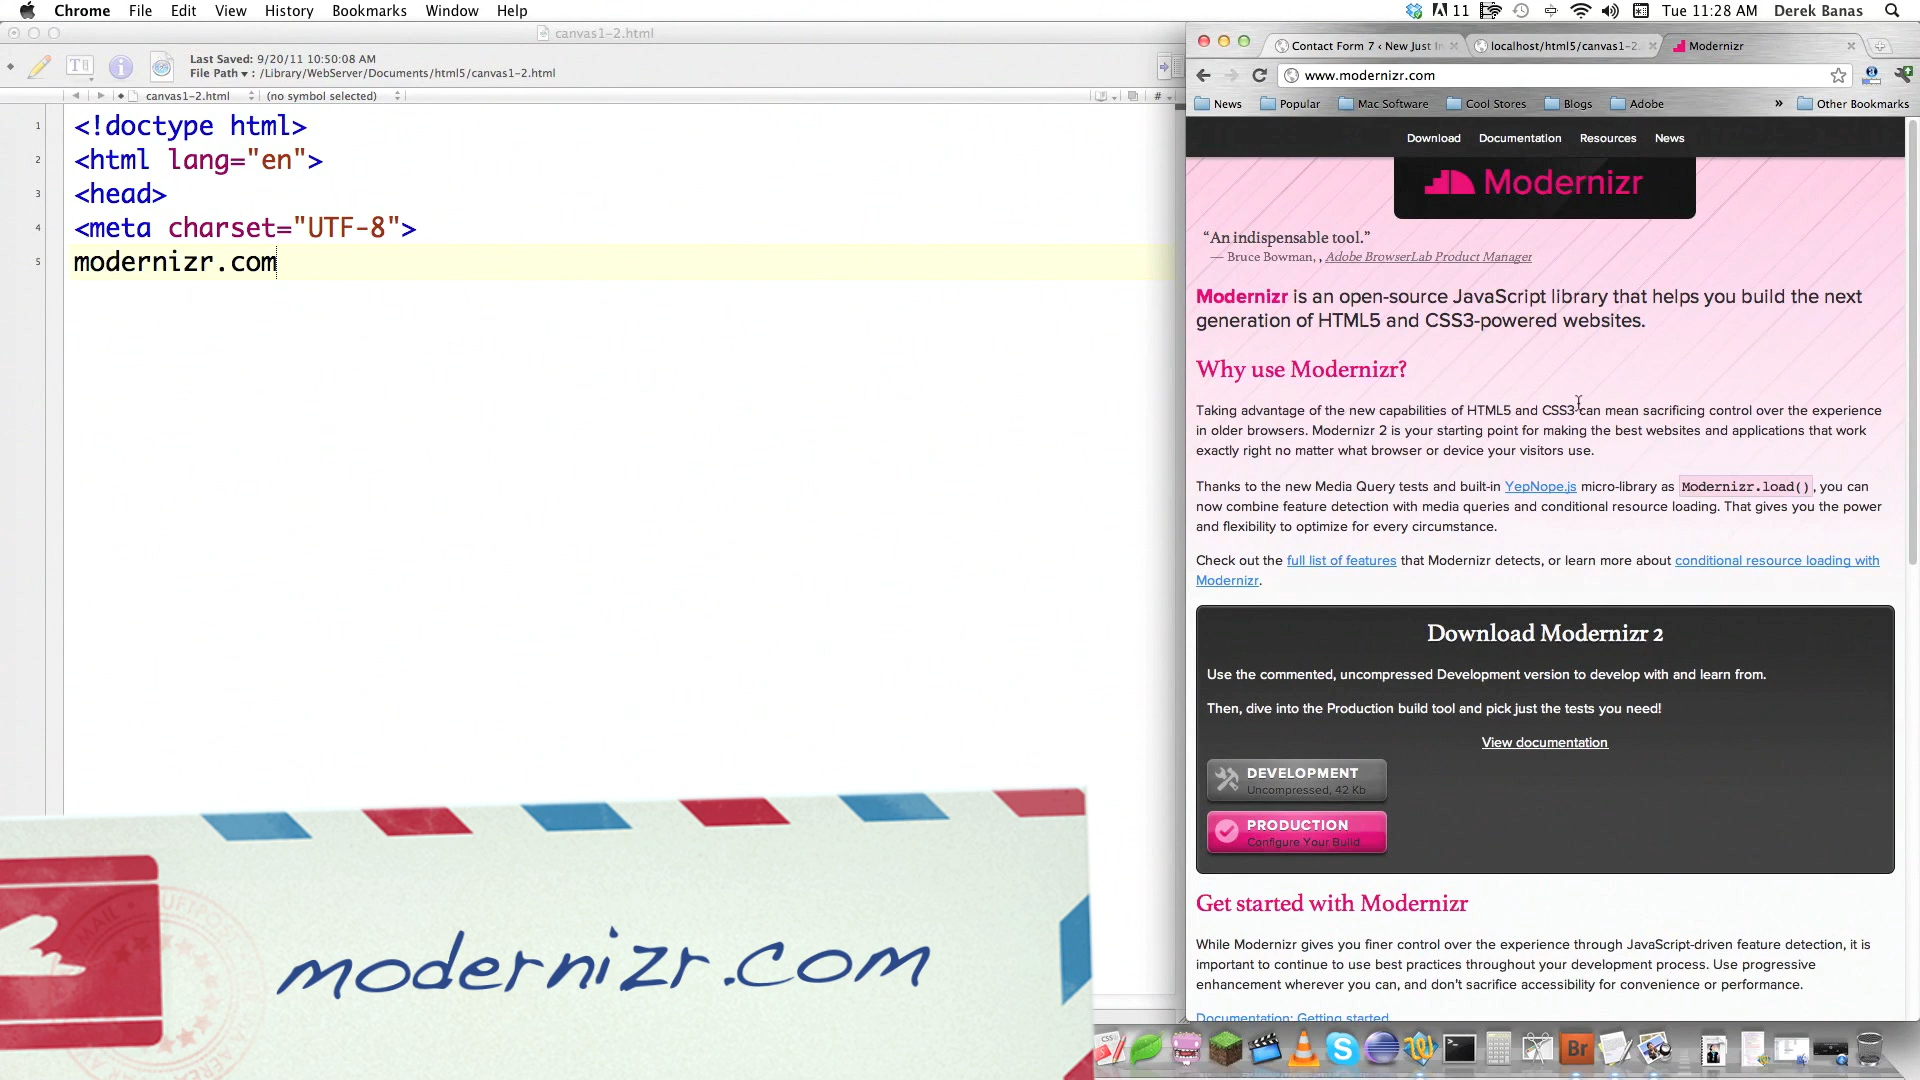 Chrome File Edit View History Bookmarks Window Help
11 Tue 11:28 AM Derek Banas
canvas1-2.html
Last Saved: 9/20/11 10:50:08 AM
File Path ▾ : /Library/WebServer/Documents/html5/canvas1-2.html
canvas1-2.html (no symbol selected) #
1 <!doctype html>
2 <html lang="en">
3 <head>
4 <meta charset="UTF-8">
5 modernizr.com
modernizr.com
Contact Form 7 ‹ New Just In localhost/html5/canvas1-2. Modernizr
www.modernizr.com
News Popular Mac Software Cool Stores Blogs Adobe » Other Bookmarks
Download Documentation Resources News
Modernizr
“An indispensable tool.”
— Bruce Bowman, , Adobe BrowserLab Product Manager
Modernizr is an open-source JavaScript library that helps you build the next
generation of HTML5 and CSS3-powered websites.
Why use Modernizr?
Taking advantage of the new capabilities of HTML5 and CSS3 can mean sacrificing control over the experience
in older browsers. Modernizr 2 is your starting point for making the best websites and applications that work
exactly right no matter what browser or device your visitors use.
Thanks to the new Media Query tests and built-in YepNope.js micro-library as Modernizr.load(), you can
now combine feature detection with media queries and conditional resource loading. That gives you the power
and flexibility to optimize for every circumstance.
Check out the full list of features that Modernizr detects, or learn more about conditional resource loading with
Modernizr.
Download Modernizr 2
Use the commented, uncompressed Development version to develop with and learn from.
Then, dive into the Production build tool and pick just the tests you need!
View documentation
DEVELOPMENT
Uncompressed, 42 Kb
PRODUCTION
Configure Your Build
Get started with Modernizr
While Modernizr gives you finer control over the experience through JavaScript-driven feature detection, it is
important to continue to use best practices throughout your development process. Use progressive
enhancement wherever you can, and don't sacrifice accessibility for convenience or performance.
Documentation: Getting started
Br